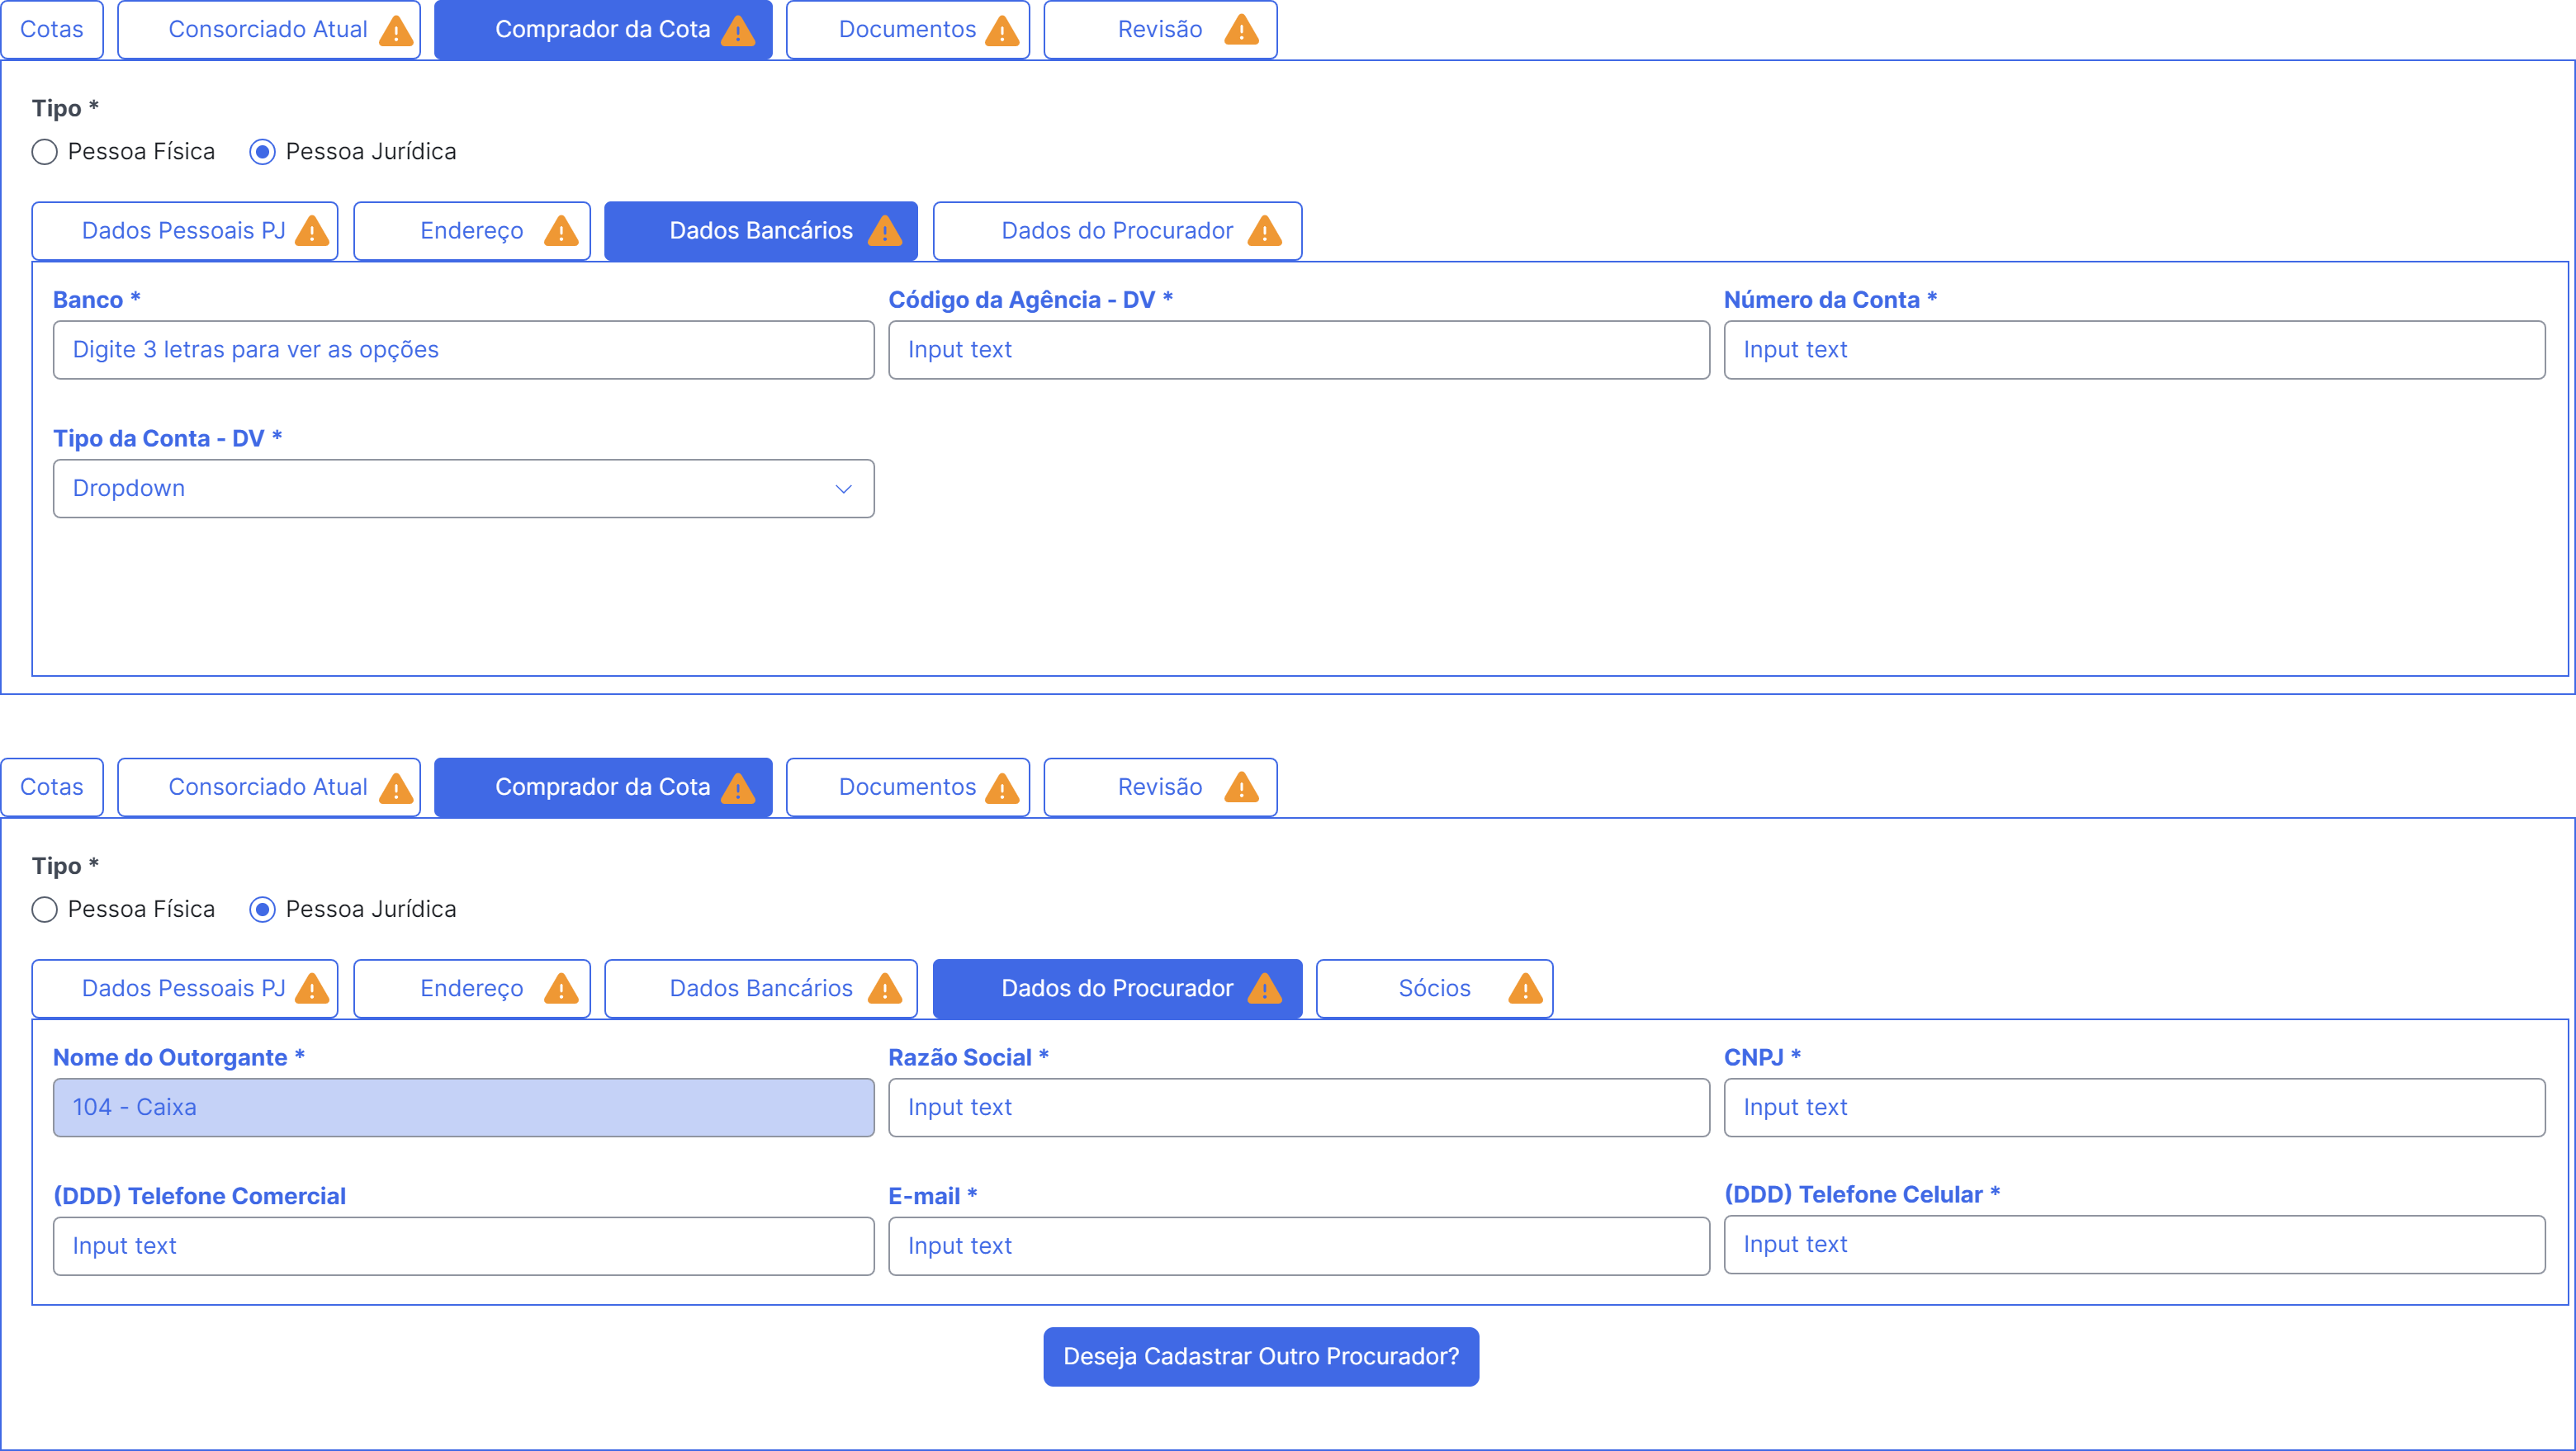 Cotas Consorciado Atual Comprador da Cota Documentos Revisão
Tipo *
Pessoa Física Pessoa Jurídica
Dados Pessoais PJ Endereço Dados Bancários Dados do Procurador
Banco * Código da Agência - DV * Número da Conta *
Digite 3 letras para ver as opções Input text Input text
Tipo da Conta - DV *
Dropdown
Cotas Consorciado Atual Comprador da Cota Documentos Revisão
Tipo *
Pessoa Física Pessoa Jurídica
Dados Pessoais PJ Endereço Dados Bancários Dados do Procurador Sócios
Nome do Outorgante * Razão Social * CNPJ *
104 - Caixa Input text Input text
(DDD) Telefone Comercial E-mail * (DDD) Telefone Celular *
Input text Input text Input text
Deseja Cadastrar Outro Procurador?